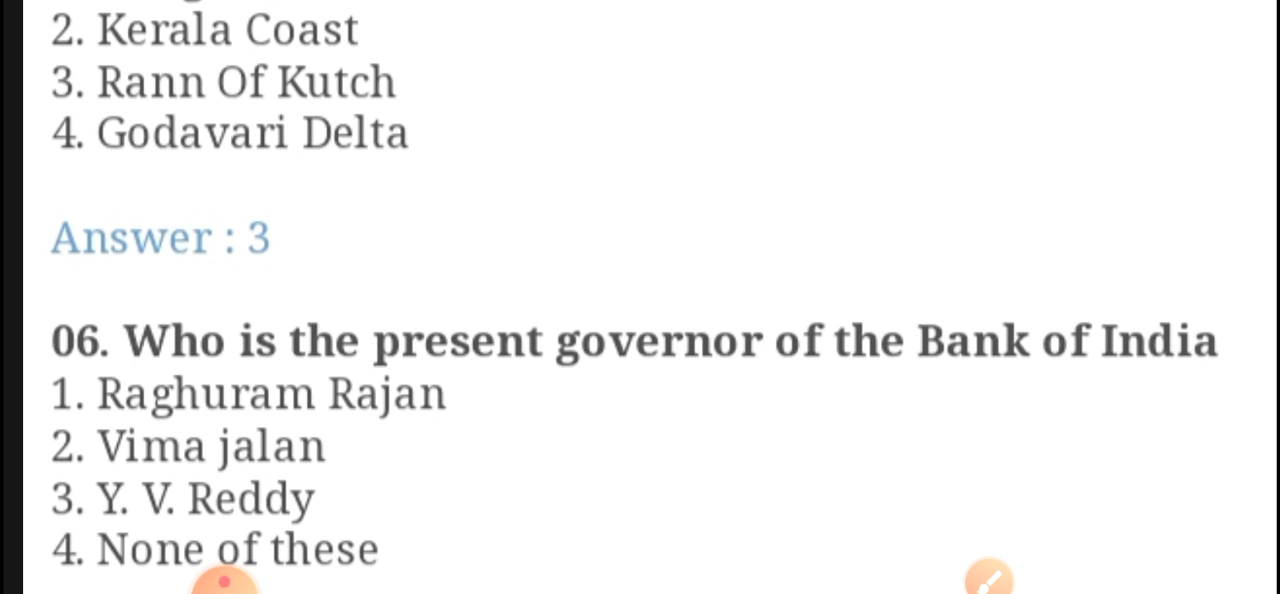 2. Kerala Coast
3. Rann Of Kutch
4. Godavari Delta
Answer : 3
06. Who is the present governor of the Bank of India
1. Raghuram Rajan
2. Vima jalan
3. Y. V. Reddy
4. None of these